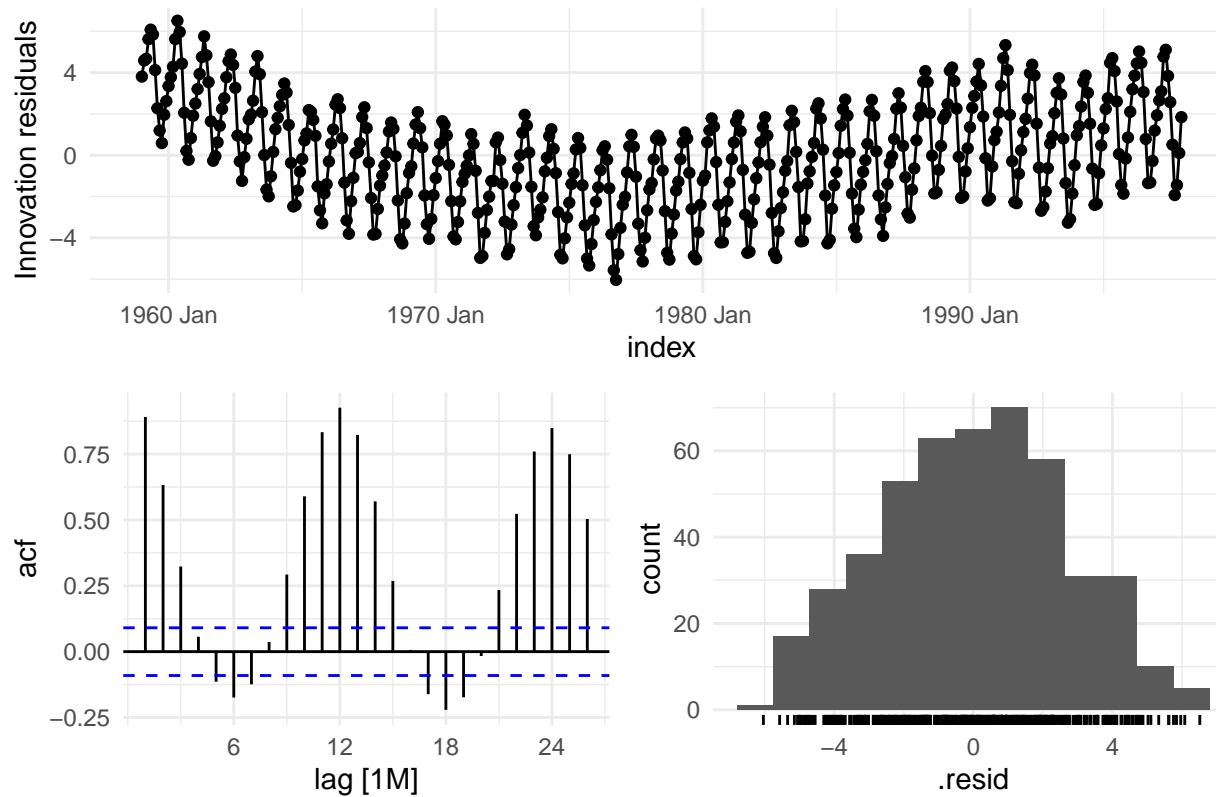 Innovation residuals
4
0
−4
1960 Jan
1970 Jan
1980 Jan
1990 Jan
index
acf
0.75
0.50
0.25
0.00
−0.25
6
12
18
24
lag [1M]
count
60
40
20
0
−4
0
4
.resid